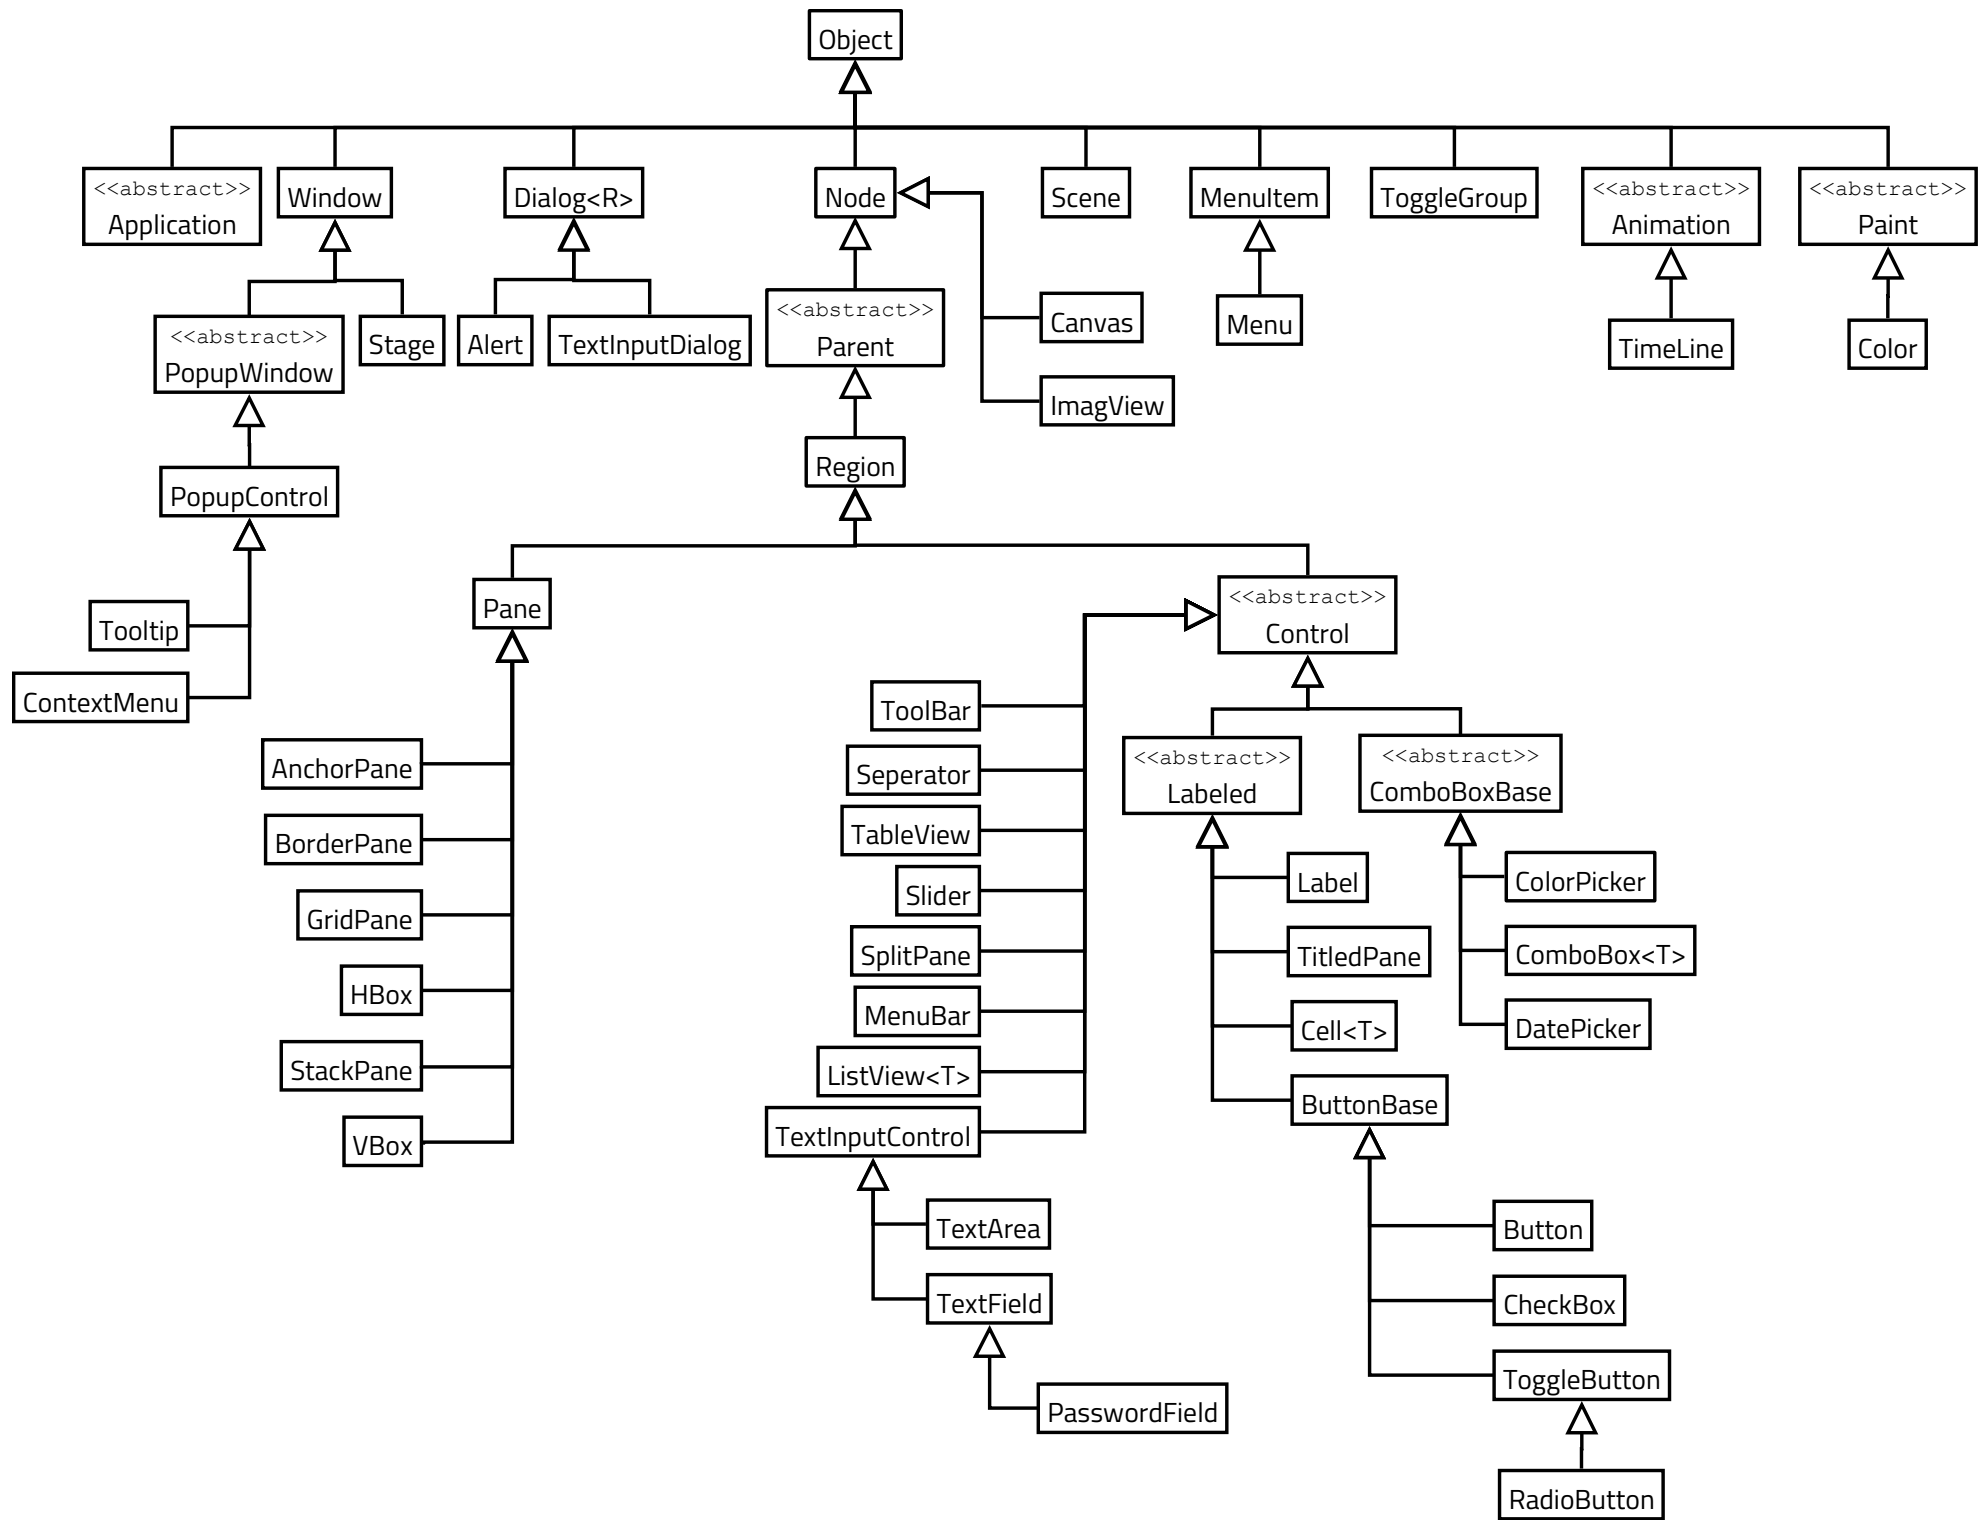 Object
<<abstract>>
Application
Window
Dialog<R>
Node
Scene
MenuItem
ToggleGroup
<<abstract>>
Animation
<<abstract>>
Paint
<<abstract>>
PopupWindow
Stage
Alert
TextInputDialog
<<abstract>>
Parent
Canvas
ImagView
Menu
TimeLine
Color
PopupControl
Region
Tooltip
ContextMenu
Pane
<<abstract>>
Control
AnchorPane
BorderPane
GridPane
HBox
StackPane
VBox
ToolBar
Seperator
TableView
Slider
SplitPane
MenuBar
ListView<T>
TextInputControl
<<abstract>>
Labeled
<<abstract>>
ComboBoxBase
Label
TitledPane
Cell<T>
ButtonBase
ColorPicker
ComboBox<T>
DatePicker
TextArea
TextField
PasswordField
Button
CheckBox
ToggleButton
RadioButton